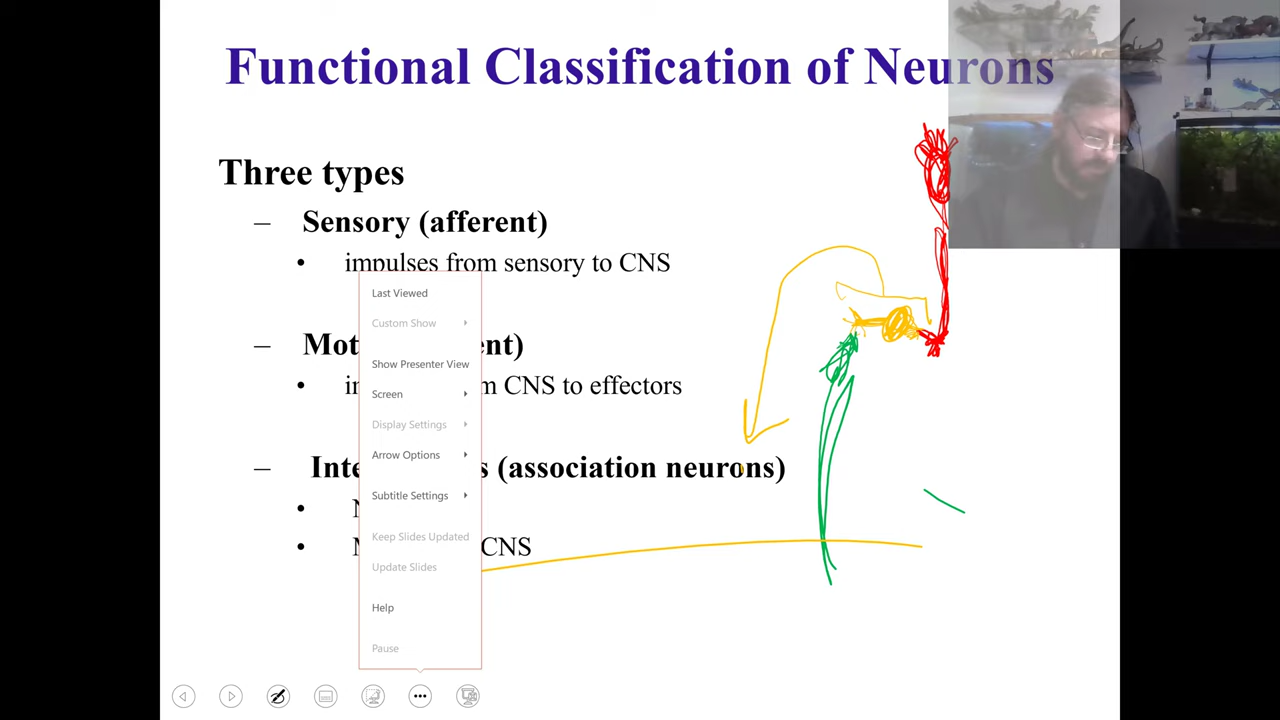 Functional Classification of Neurons
Three types
– Sensory (afferent)
• impulses from sensory to CNS
– Mot ent)
• in m CNS to effectors
– Inte s (association neurons)
•
• CNS
Last Viewed
Custom Show
Show Presenter View
Screen
Display Settings
Arrow Options
Subtitle Settings
Keep Slides Updated
Update Slides
Help
Pause